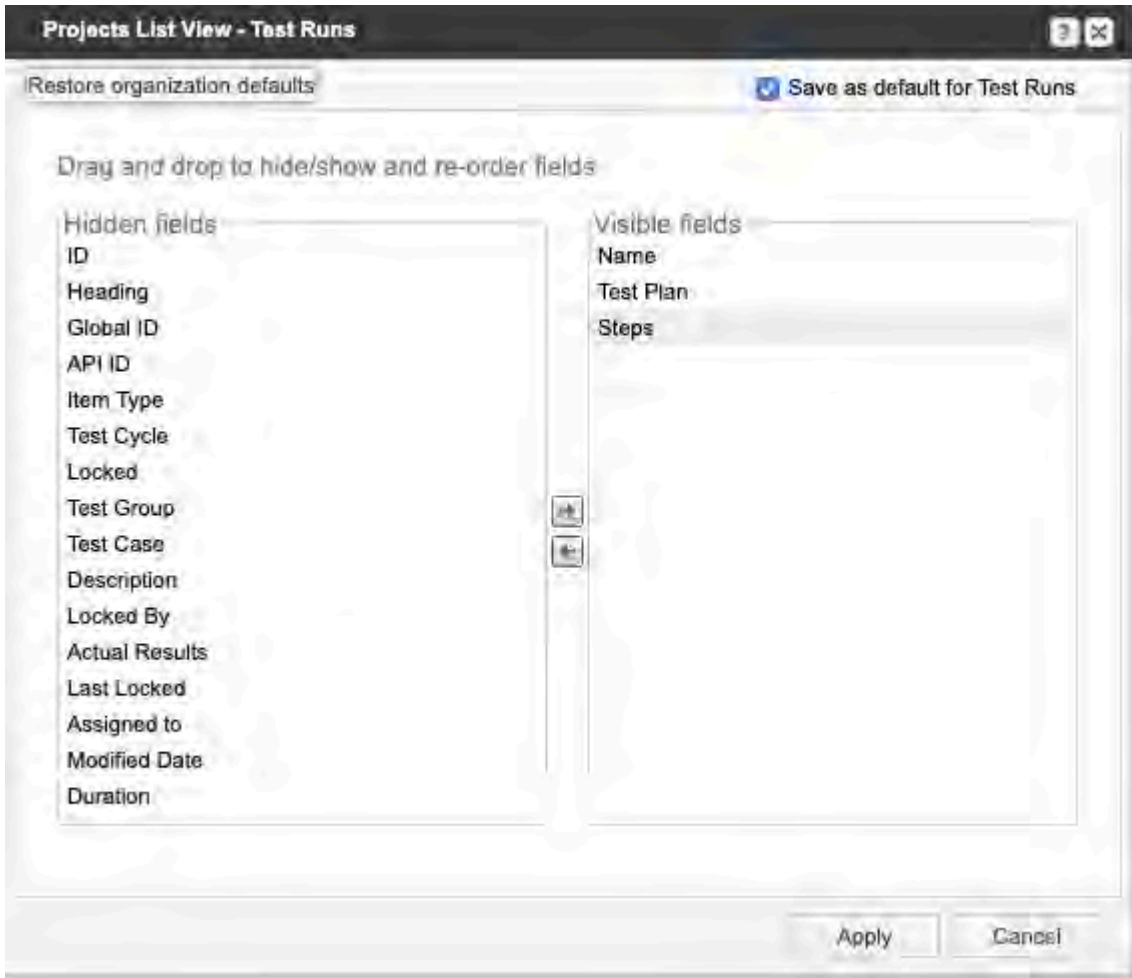 Projects List View - Test Runs
Restore organization defaults
Save as default for Test Runs
Drag and drop to hide/show and re-order fields
Hidden fields
ID
Heading
Global ID
API ID
Item Type
Test Cycle
Locked
Test Group
Test Case
Description
Locked By
Actual Results
Last Locked
Assigned to
Modified Date
Duration
Visible fields
Name
Test Plan
Steps
Apply
Cancel